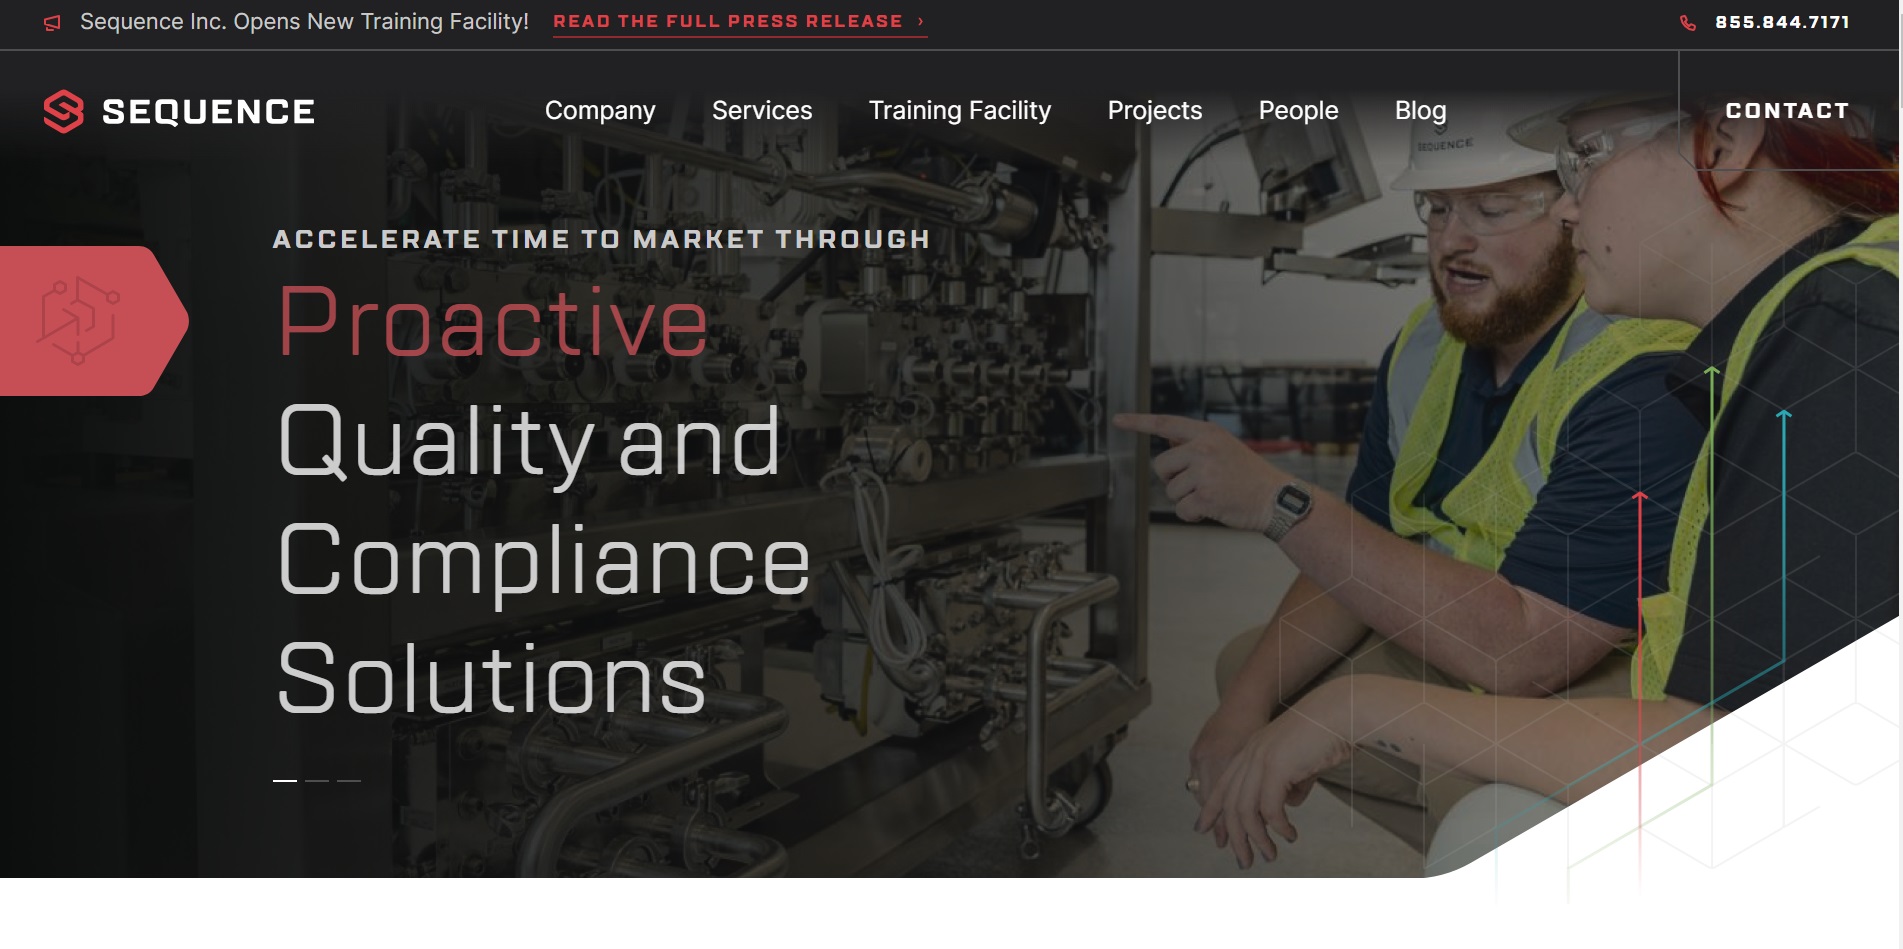 Sequence Inc. Opens New Training Facility! READ THE FULL PRESS RELEASE ›
855.844.7171
SEQUENCE
Company Services Training Facility Projects People Blog
CONTACT
SEQUENCE
ACCELERATE TIME TO MARKET THROUGH
Proactive
Quality and
Compliance
Solutions